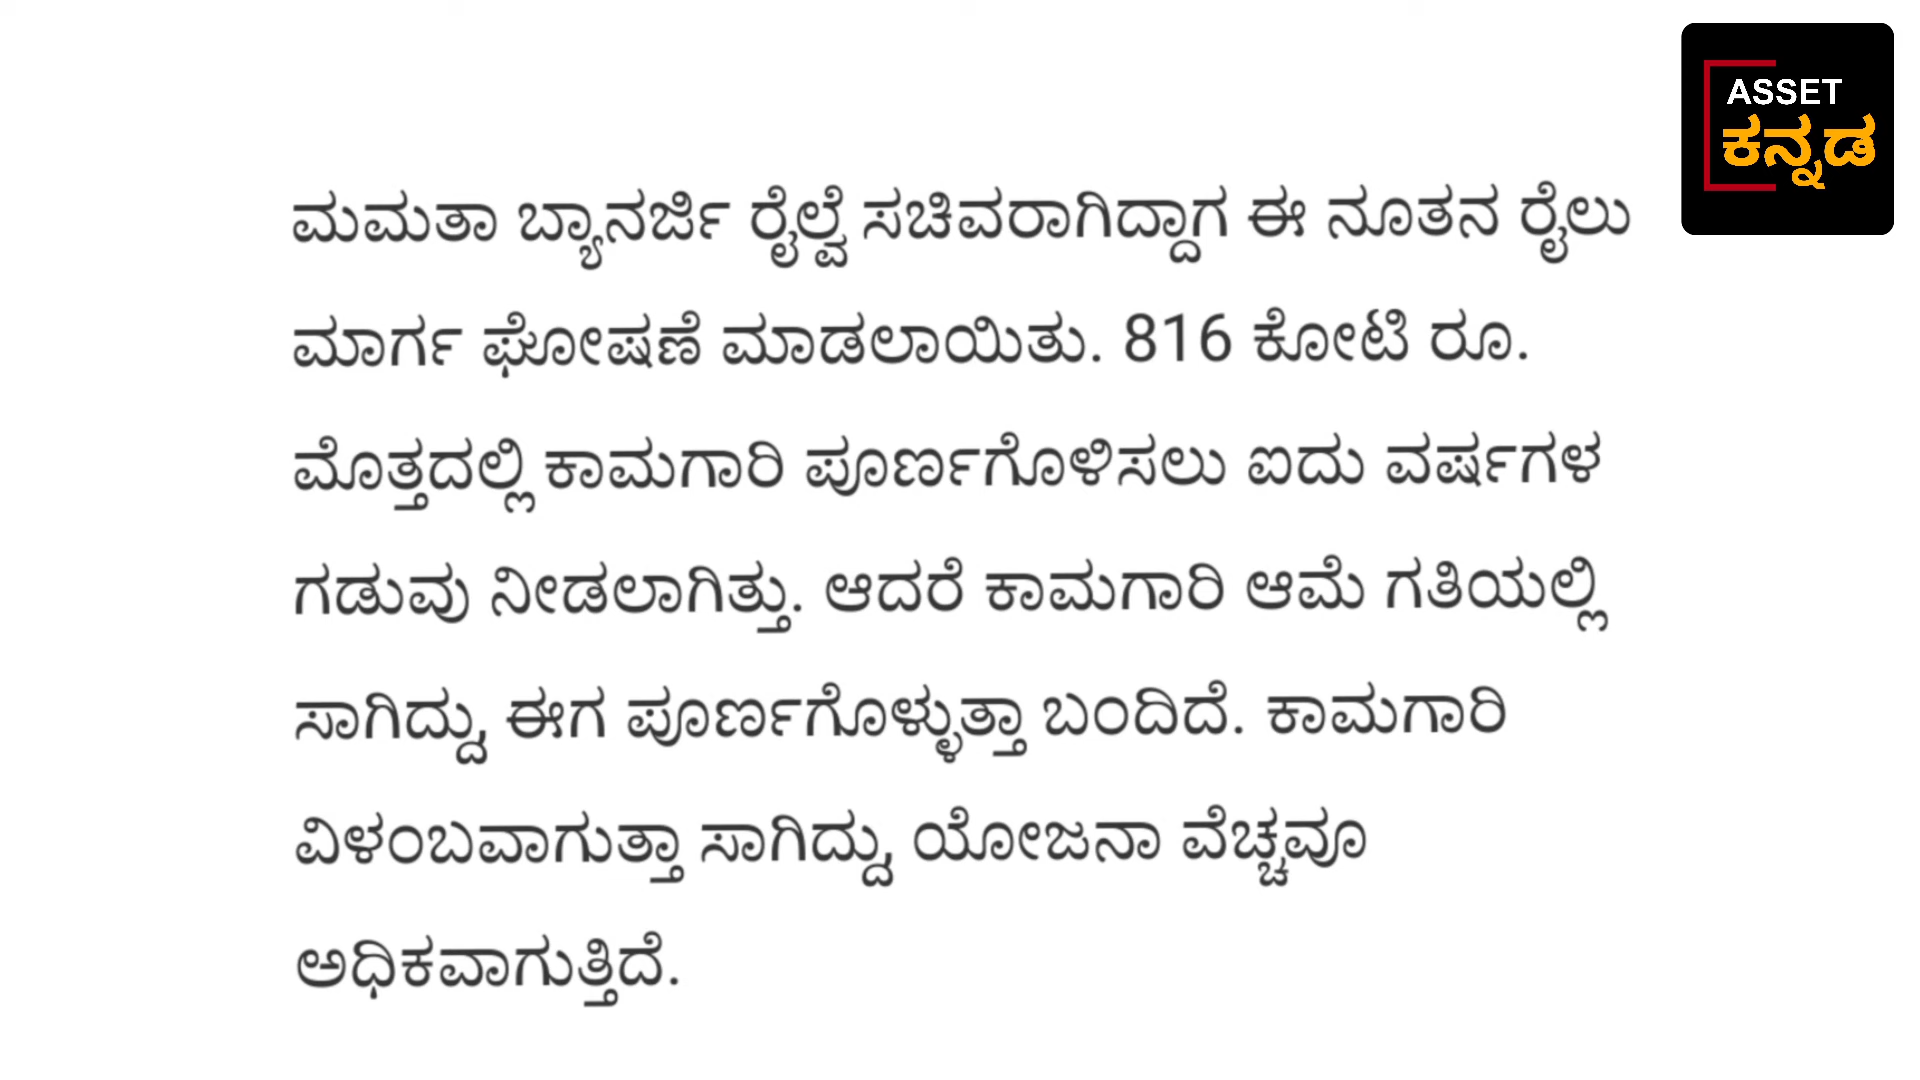 ASSET
ಕನ್ನಡ
ಮಮತಾ ಬ್ಯಾನರ್ಜಿ ರೈಲ್ವೆ ಸಚಿವರಾಗಿದ್ದಾಗ ಈ ನೂತನ ರೈಲು
ಮಾರ್ಗ ಘೋಷಣೆ ಮಾಡಲಾಯಿತು. 816 ಕೋಟಿ ರೂ.
ಮೊತ್ತದಲ್ಲಿ ಕಾಮಗಾರಿ ಪೂರ್ಣಗೊಳಿಸಲು ಐದು ವರ್ಷಗಳ
ಗಡುವು ನೀಡಲಾಗಿತ್ತು. ಆದರೆ ಕಾಮಗಾರಿ ಆಮೆ ಗತಿಯಲ್ಲಿ
ಸಾಗಿದ್ದು, ಈಗ ಪೂರ್ಣಗೊಳ್ಳುತ್ತಾ ಬಂದಿದೆ. ಕಾಮಗಾರಿ
ವಿಳಂಬವಾಗುತ್ತಾ ಸಾಗಿದ್ದು, ಯೋಜನಾ ವೆಚ್ಚವೂ
ಅಧಿಕವಾಗುತ್ತಿದೆ.